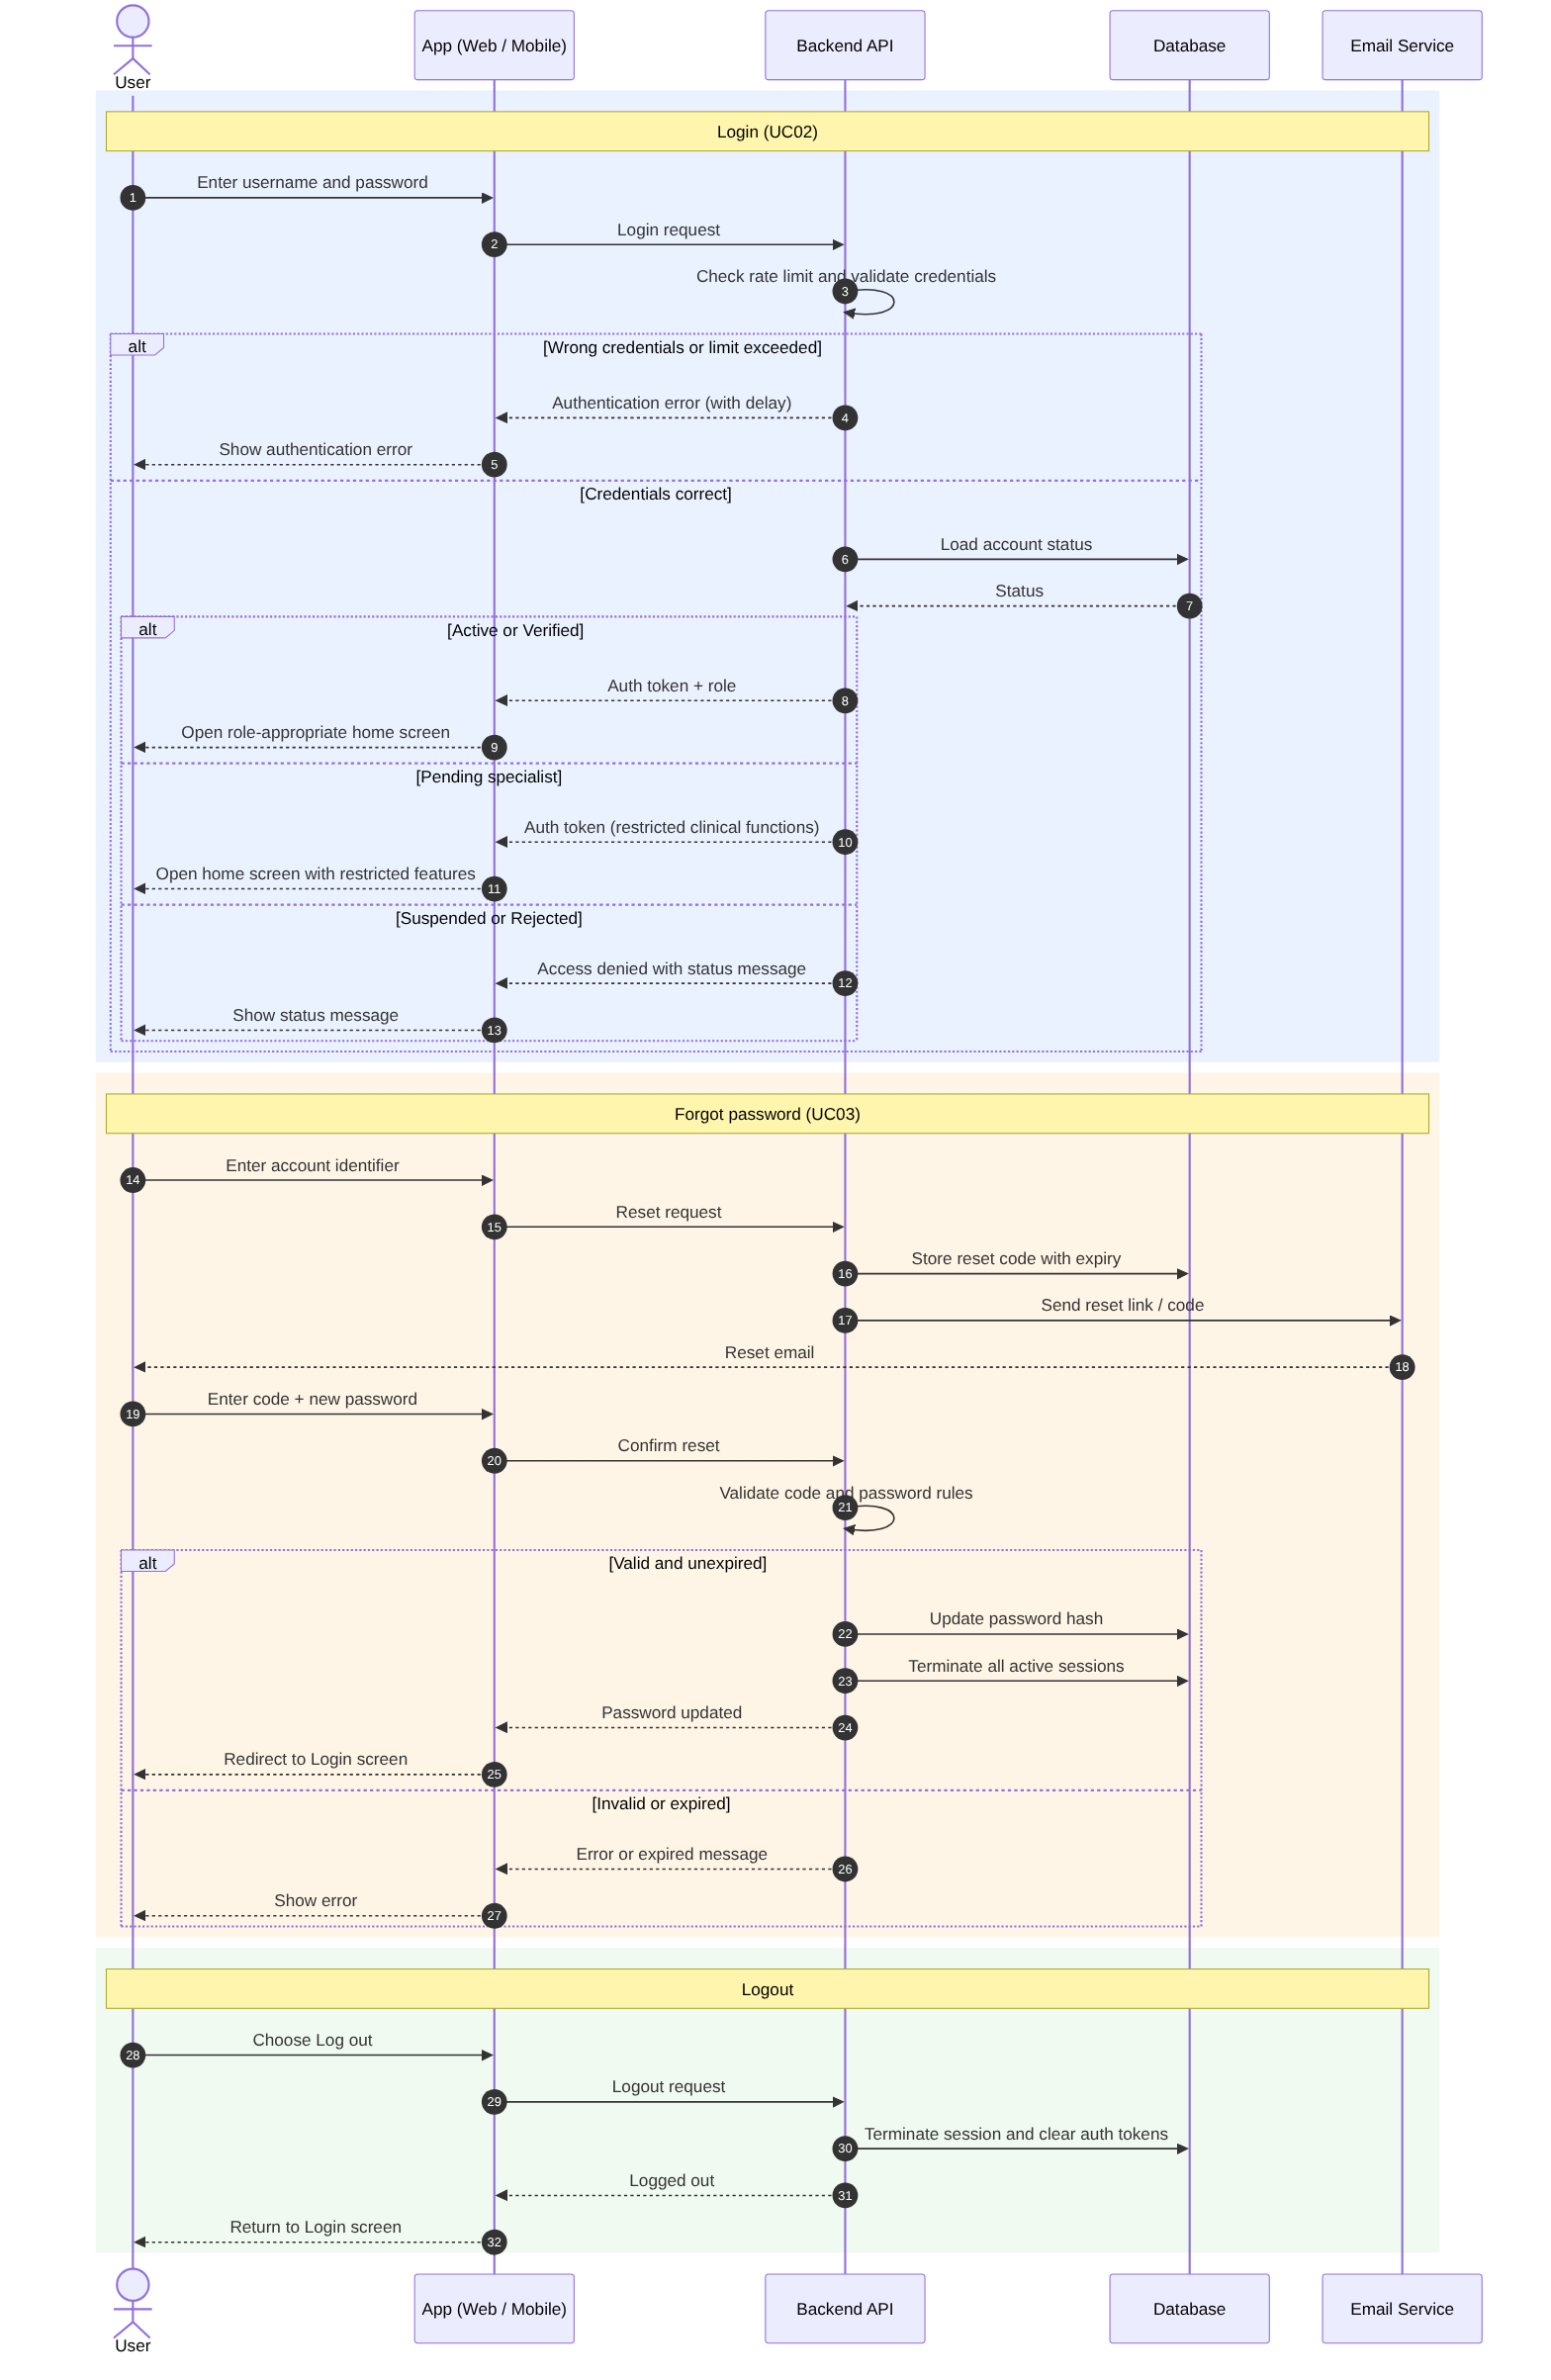 User
App (Web / Mobile)
Backend API
Database
Email Service
Login (UC02)
1
Enter username and password
2
Login request
3
Check rate limit and validate credentials
alt
[Wrong credentials or limit exceeded]
Authentication error (with delay)
4
Show authentication error
5
[Credentials correct]
6
Load account status
Status
7
alt
[Active or Verified]
Auth token + role
8
Open role-appropriate home screen
9
[Pending specialist]
Auth token (restricted clinical functions)
10
Open home screen with restricted features
11
[Suspended or Rejected]
Access denied with status message
12
Show status message
13
Forgot password (UC03)
14
Enter account identifier
15
Reset request
16
Store reset code with expiry
17
Send reset link / code
Reset email
18
19
Enter code + new password
20
Confirm reset
21
Validate code and password rules
alt
[Valid and unexpired]
22
Update password hash
23
Terminate all active sessions
Password updated
24
Redirect to Login screen
25
[Invalid or expired]
Error or expired message
26
Show error
27
Logout
28
Choose Log out
29
Logout request
30
Terminate session and clear auth tokens
Logged out
31
Return to Login screen
32
User
App (Web / Mobile)
Backend API
Database
Email Service